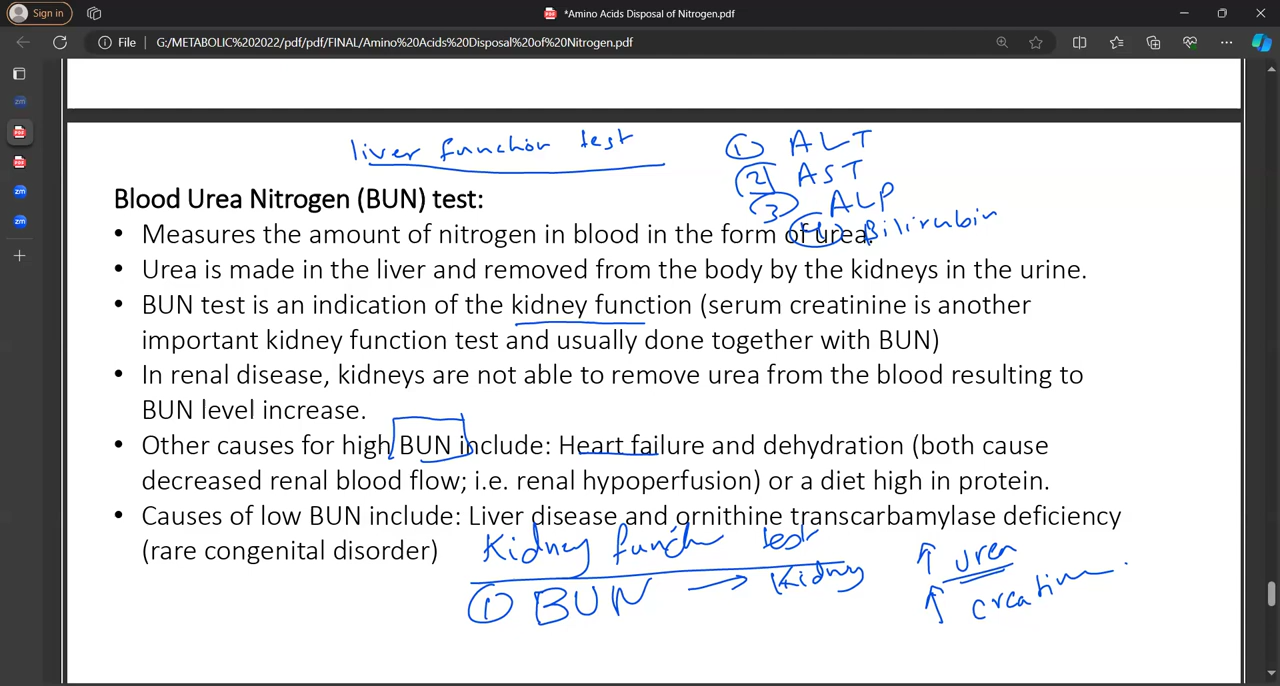 Sign in
*Amino Acids Disposal of Nitrogen.pdf
File
G:/METABOLIC%202022/pdf/pdf/FINAL/Amino%20Acids%20Disposal%20of%20Nitrogen.pdf
liver function test
① ALT
② AST
③ ALP
④ Bilirubin
Blood Urea Nitrogen (BUN) test:
• Measures the amount of nitrogen in blood in the form of urea.
• Urea is made in the liver and removed from the body by the kidneys in the urine.
• BUN test is an indication of the kidney function (serum creatinine is another
important kidney function test and usually done together with BUN)
• In renal disease, kidneys are not able to remove urea from the blood resulting to
BUN level increase.
• Other causes for high BUN include: Heart failure and dehydration (both cause
decreased renal blood flow; i.e. renal hypoperfusion) or a diet high in protein.
• Causes of low BUN include: Liver disease and ornithine transcarbamylase deficiency
(rare congenital disorder)
Kidney function test
① BUN → Kidny
↑ urea
↑ creatinine
zm
PDF
PDF
zm
zm